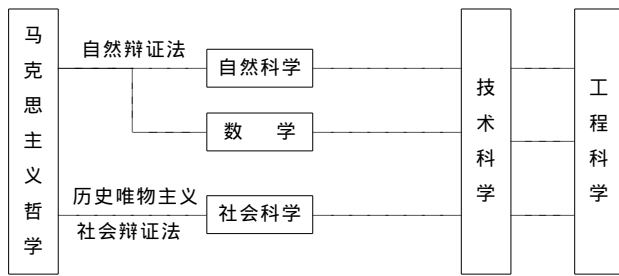 马克思主义哲学
自然辩证法
历史唯物主义
社会辩证法
自然科学
数 学
社会科学
技术科学
工程科学